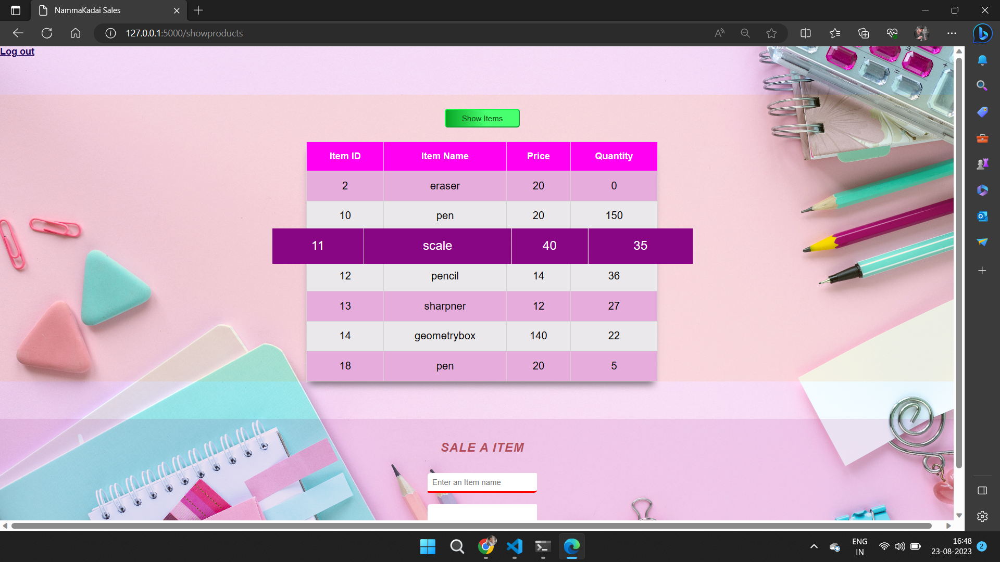 NammaKadai Sales
127.0.0.1:5000/showproducts
Log out
Show Items
Item ID Item Name Price Quantity
2 eraser 20 0
10 pen 20 150
11 scale 40 35
12 pencil 14 36
13 sharpner 12 27
14 geometrybox 140 22
18 pen 20 5
SALE A ITEM
Enter an Item name
ENG
IN
16:48
23-08-2023
2